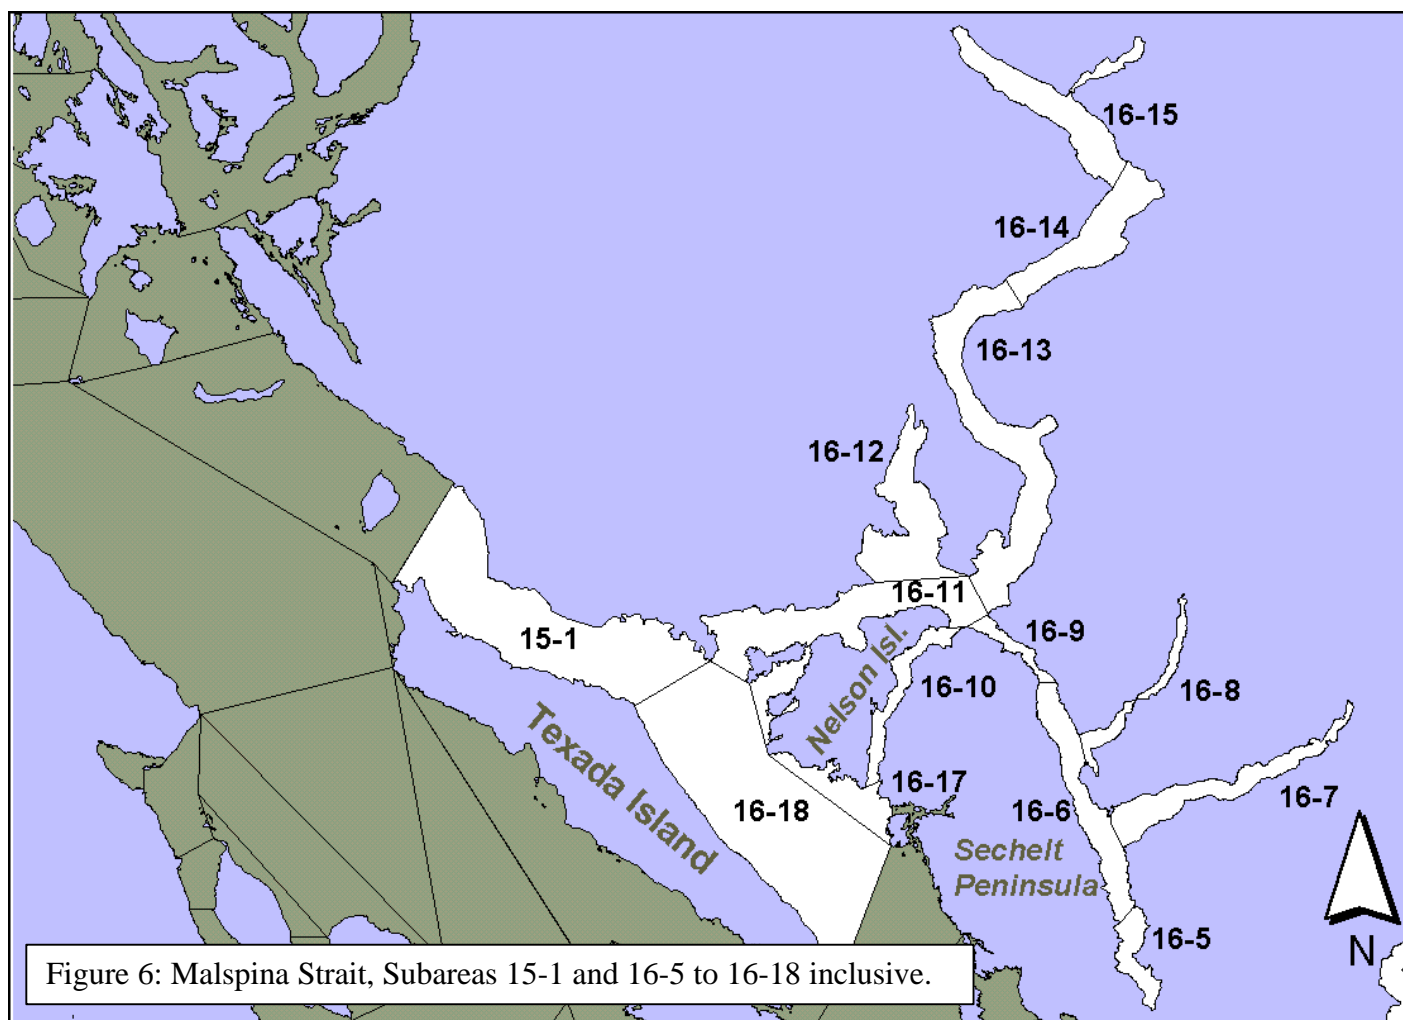 16-15
16-14
16-13
16-12
16-11
16-9
15-1
Nelson Isl.
16-10
16-8
Texada Island
16-17
16-7
16-18
16-6
Sechelt
Peninsula
16-5
N
Figure 6: Malspina Strait, Subareas 15-1 and 16-5 to 16-18 inclusive.